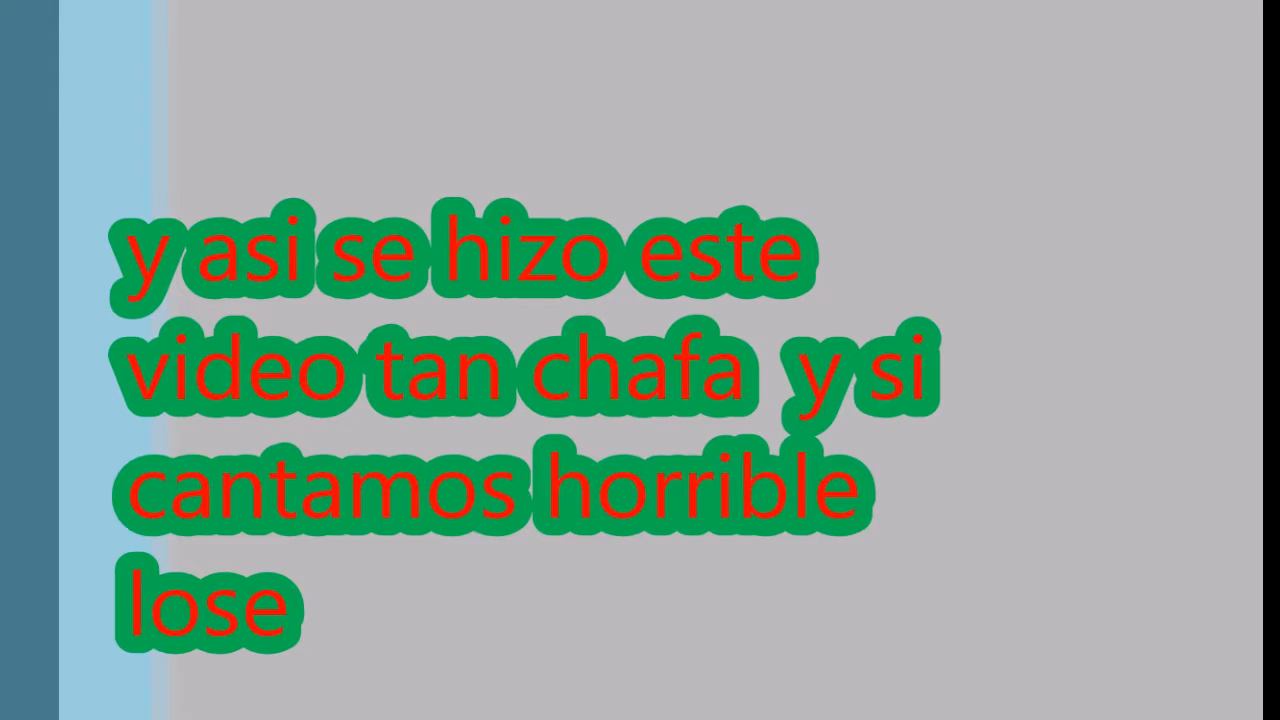 y asi se hizo este
video tan chafa  y si
cantamos horrible
lose